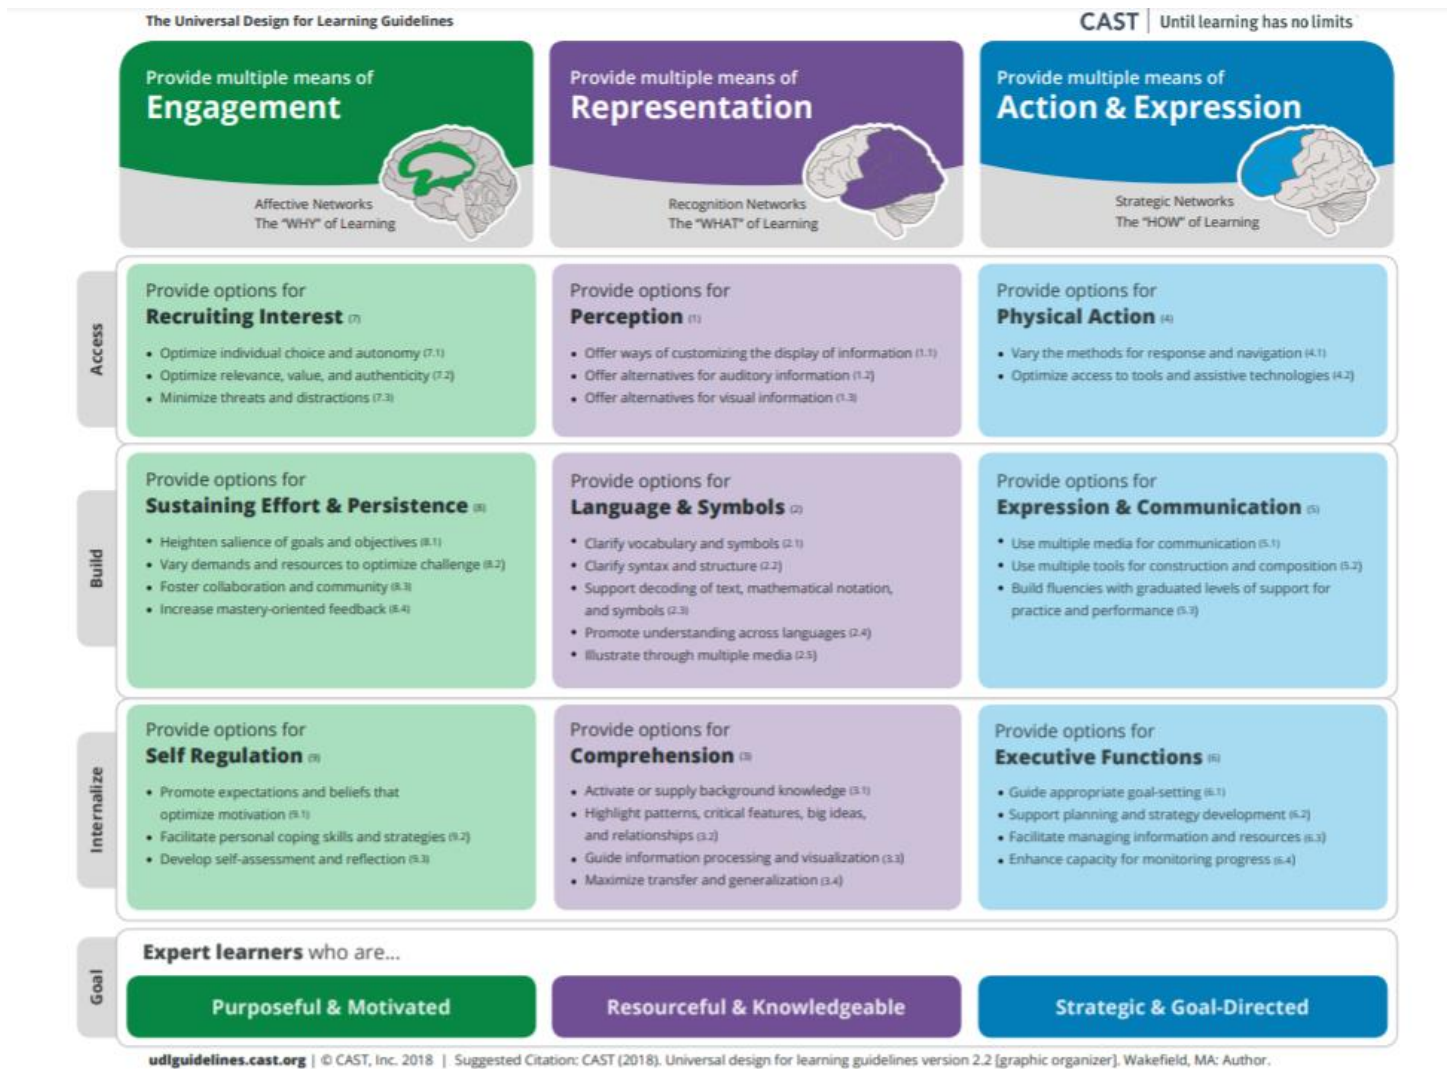 The Universal Design for Learning Guidelines
CAST | Until learning has no limits
Provide multiple means of
Engagement
Affective Networks
The "WHY" of Learning
Provide multiple means of
Representation
Recognition Networks
The "WHAT" of Learning
Provide multiple means of
Action & Expression
Strategic Networks
The "HOW" of Learning
Access
Provide options for
Recruiting Interest (7)
• Optimize individual choice and autonomy (7.1)
• Optimize relevance, value, and authenticity (7.2)
• Minimize threats and distractions (7.3)
Provide options for
Perception (1)
• Offer ways of customizing the display of information (1.1)
• Offer alternatives for auditory information (1.2)
• Offer alternatives for visual information (1.3)
Provide options for
Physical Action (4)
• Vary the methods for response and navigation (4.1)
• Optimize access to tools and assistive technologies (4.2)
Build
Provide options for
Sustaining Effort & Persistence (8)
• Heighten salience of goals and objectives (8.1)
• Vary demands and resources to optimize challenge (8.2)
• Foster collaboration and community (8.3)
• Increase mastery-oriented feedback (8.4)
Provide options for
Language & Symbols (2)
• Clarify vocabulary and symbols (2.1)
• Clarify syntax and structure (2.2)
• Support decoding of text, mathematical notation,
and symbols (2.3)
• Promote understanding across languages (2.4)
• Illustrate through multiple media (2.5)
Provide options for
Expression & Communication (5)
• Use multiple media for communication (5.1)
• Use multiple tools for construction and composition (5.2)
• Build fluencies with graduated levels of support for
practice and performance (5.3)
Internalize
Provide options for
Self Regulation (9)
• Promote expectations and beliefs that
optimize motivation (9.1)
• Facilitate personal coping skills and strategies (9.2)
• Develop self-assessment and reflection (9.3)
Provide options for
Comprehension (3)
• Activate or supply background knowledge (3.1)
• Highlight patterns, critical features, big ideas,
and relationships (3.2)
• Guide information processing and visualization (3.3)
• Maximize transfer and generalization (3.4)
Provide options for
Executive Functions (6)
• Guide appropriate goal-setting (6.1)
• Support planning and strategy development (6.2)
• Facilitate managing information and resources (6.3)
• Enhance capacity for monitoring progress (6.4)
Goal
Expert learners who are...
Purposeful & Motivated
Resourceful & Knowledgeable
Strategic & Goal-Directed
udlguidelines.cast.org | © CAST, Inc. 2018 | Suggested Citation: CAST (2018). Universal design for learning guidelines version 2.2 [graphic organizer]. Wakefield, MA: Author.